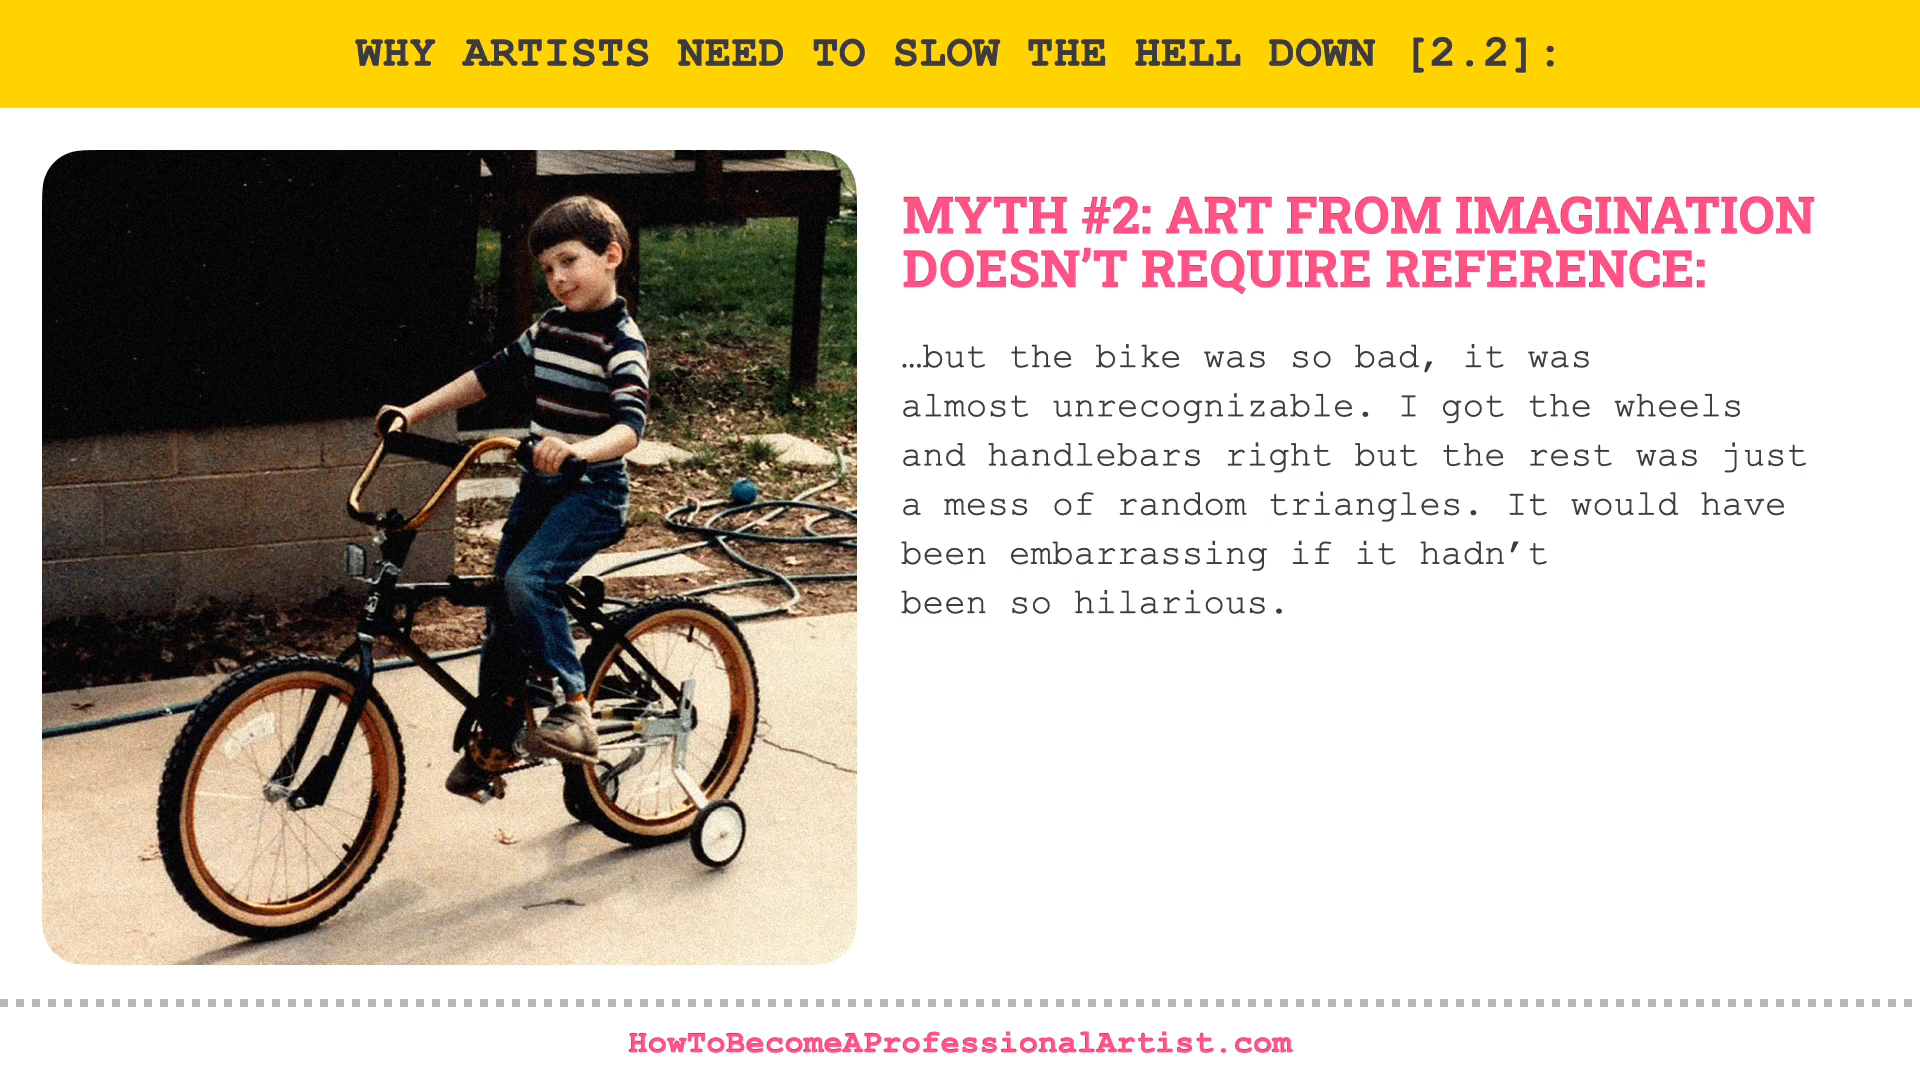 WHY ARTISTS NEED TO SLOW THE HELL DOWN [2.2]:
MYTH #2: ART FROM IMAGINATION
DOESN’T REQUIRE REFERENCE:
…but the bike was so bad, it was
almost unrecognizable. I got the wheels
and handlebars right but the rest was just
a mess of random triangles. It would have
been embarrassing if it hadn’t
been so hilarious.
HowToBecomeAProfessionalArtist.com